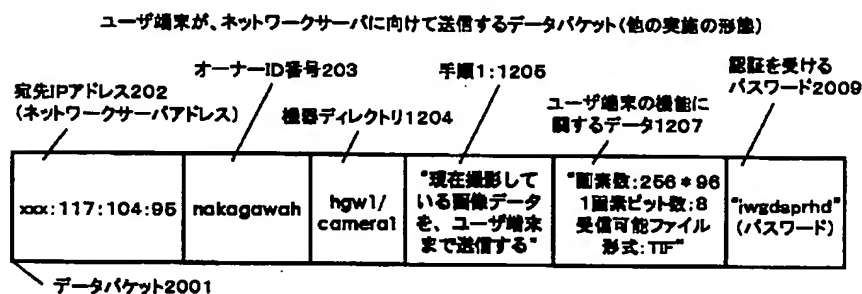 ユーザ端末が、ネットワークサーバに向けて送信するデータパケット(他の実施の形態)
宛先IPアドレス202
(ネットワークサーバアドレス)
オーナーID番号203
機器ディレクトリ1204
手順1:1205
ユーザ端末の機能に
関するデータ1207
認証を受ける
パスワード2009
xxx:117:104:95
nakagawah
hgw1/
camera1
"現在撮影して
いる画像データ
を、ユーザ端末
まで送信する"
"画素数:256*96
1画素ビット数:8
受信可能ファイル
形式:TIF"
"iwgdsprhd"
(パスワード)
データパケット2001